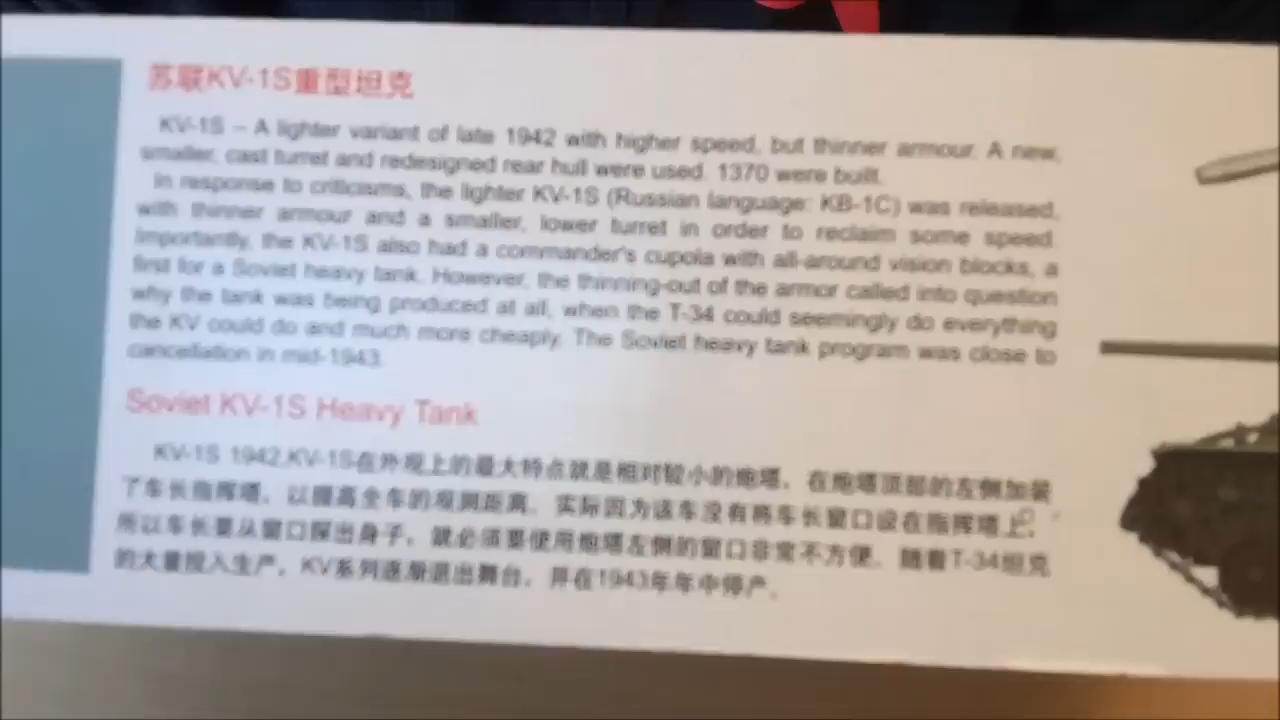 苏联KV-1S重型坦克
KV-1S – A lighter variant of late 1942 with higher speed, but thinner armour. A new,
smaller, cast turret and redesigned rear hull were used. 1370 were built.
In response to criticisms, the lighter KV-1S (Russian language: KB-1C) was released,
with thinner armour and a smaller, lower turret in order to reclaim some speed.
Importantly, the KV-1S also had a commander's cupola with all-around vision blocks, a
first for a Soviet heavy tank. However, the thinning-out of the armor called into question
why the tank was being produced at all, when the T-34 could seemingly do everything
the KV could do and much more cheaply. The Soviet heavy tank program was close to
cancellation in mid-1943.
Soviet KV-1S Heavy Tank
KV-1S 1942,KV-1S在外观上的最大特点就是相对较小的炮塔，在炮塔顶部的左侧加装
了车长指挥塔，以提高全车的观测距离，实际因为该车没有将车长窗口设在指挥塔上，
所以车长要从窗口探出身子，就必须要使用炮塔左侧的窗口非常不方便。随着T-34坦克
的大量投入生产，KV系列逐渐退出舞台，并在1943年年中停产。